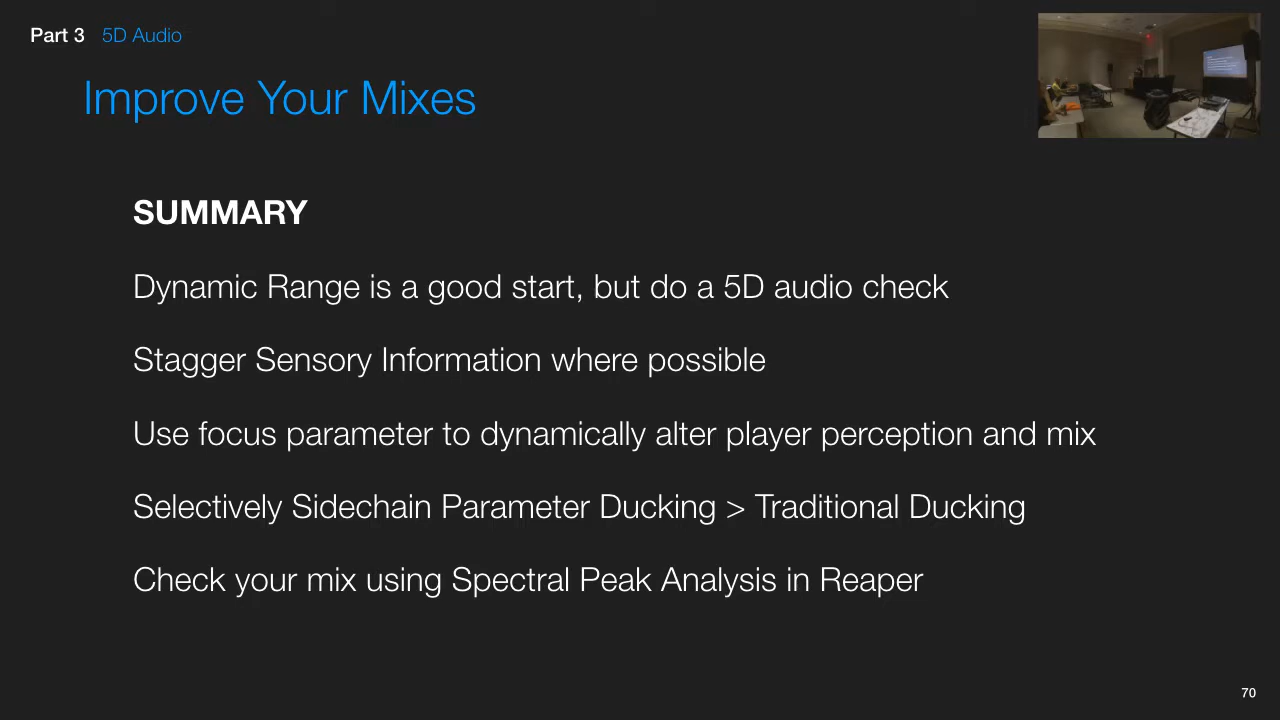 Part 3 5D Audio
Improve Your Mixes
SUMMARY
Dynamic Range is a good start, but do a 5D audio check
Stagger Sensory Information where possible
Use focus parameter to dynamically alter player perception and mix
Selectively Sidechain Parameter Ducking > Traditional Ducking
Check your mix using Spectral Peak Analysis in Reaper
70